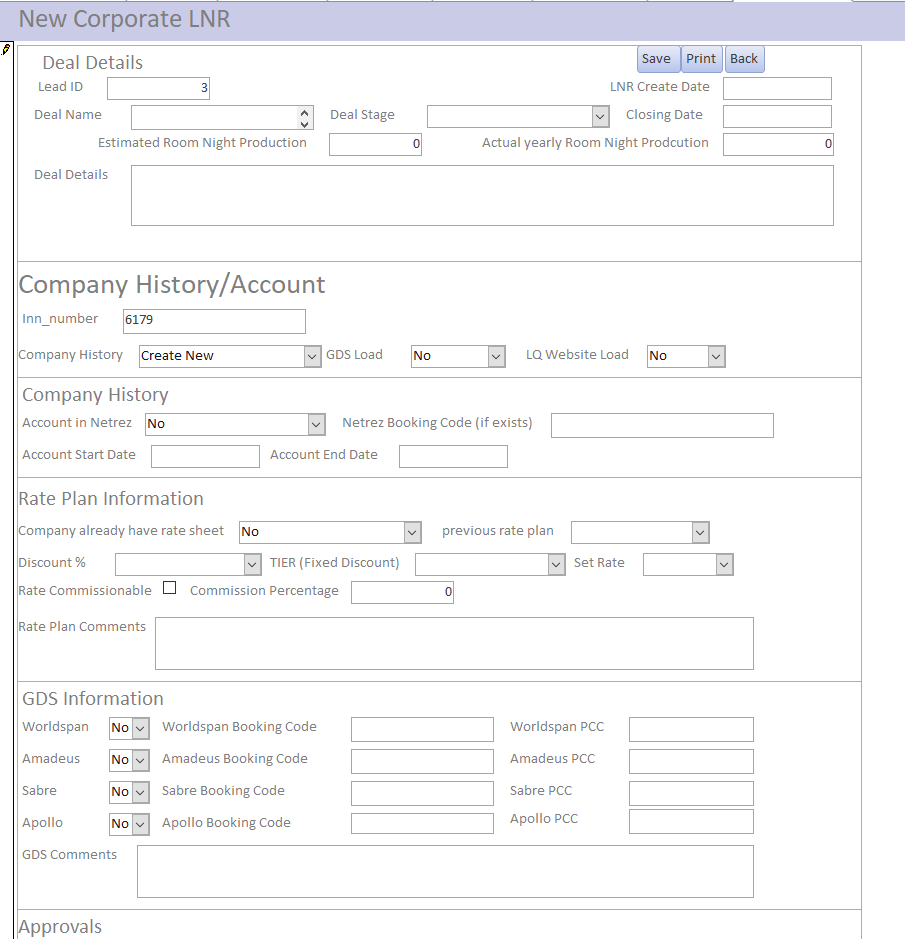 New Corporate LNR
Deal Details Save Print Back
Lead ID 3 LNR Create Date
Deal Name Deal Stage Closing Date
Estimated Room Night Production 0 Actual yearly Room Night Prodcution 0
Deal Details
Company History/Account
Inn_number 6179
Company History Create New GDS Load No LQ Website Load No
Company History
Account in Netrez No Netrez Booking Code (if exists)
Account Start Date Account End Date
Rate Plan Information
Company already have rate sheet No previous rate plan
Discount % TIER (Fixed Discount) Set Rate
Rate Commissionable Commission Percentage 0
Rate Plan Comments
GDS Information
Worldspan No Worldspan Booking Code Worldspan PCC
Amadeus No Amadeus Booking Code Amadeus PCC
Sabre No Sabre Booking Code Sabre PCC
Apollo No Apollo Booking Code Apollo PCC
GDS Comments
Approvals